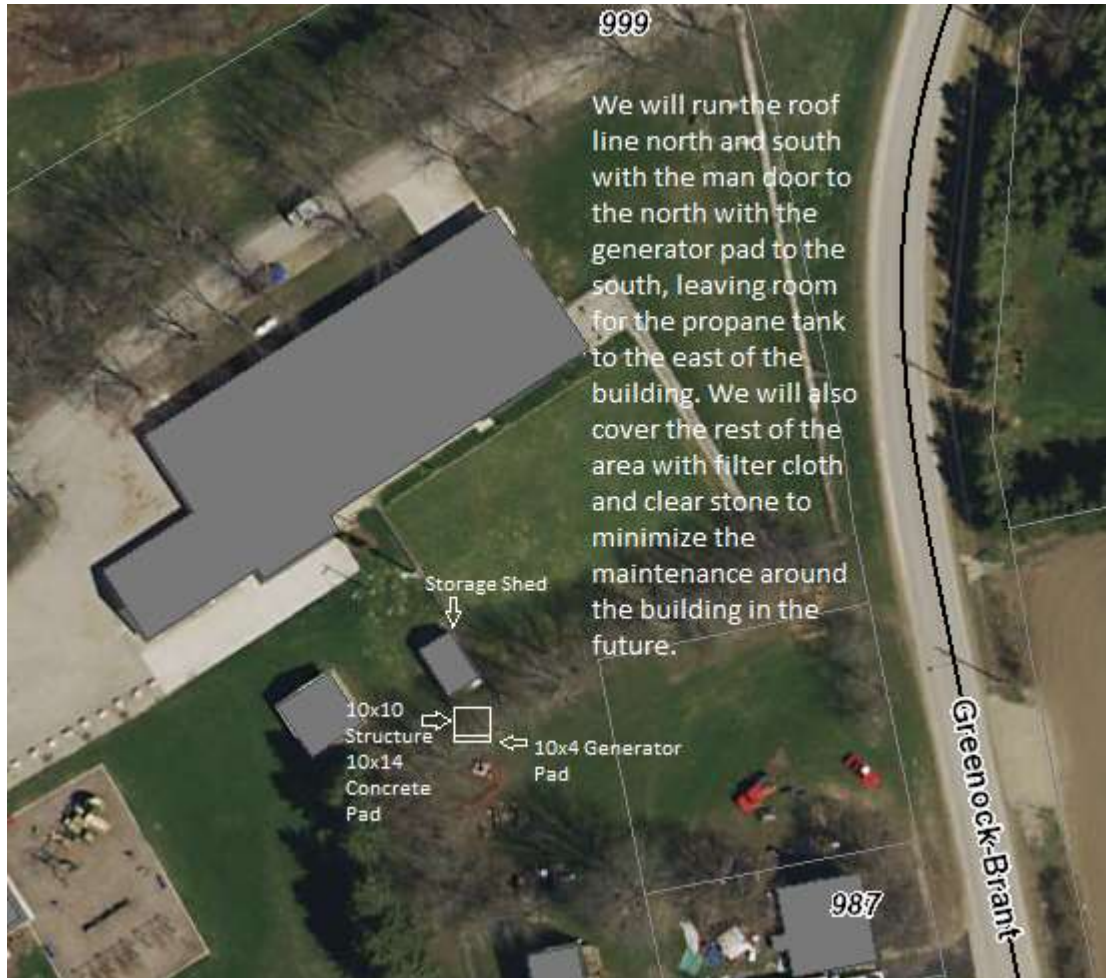 999
We will run the roof
line north and south
with the man door to
the north with the
generator pad to the
south, leaving room
for the propane tank
to the east of the
building. We will also
cover the rest of the
area with filter cloth
and clear stone to
minimize the
maintenance around
the building in the
future.
Storage Shed
10x10
Structure
10x14
Concrete
Pad
10x4 Generator
Pad
Greenock-Brant
987